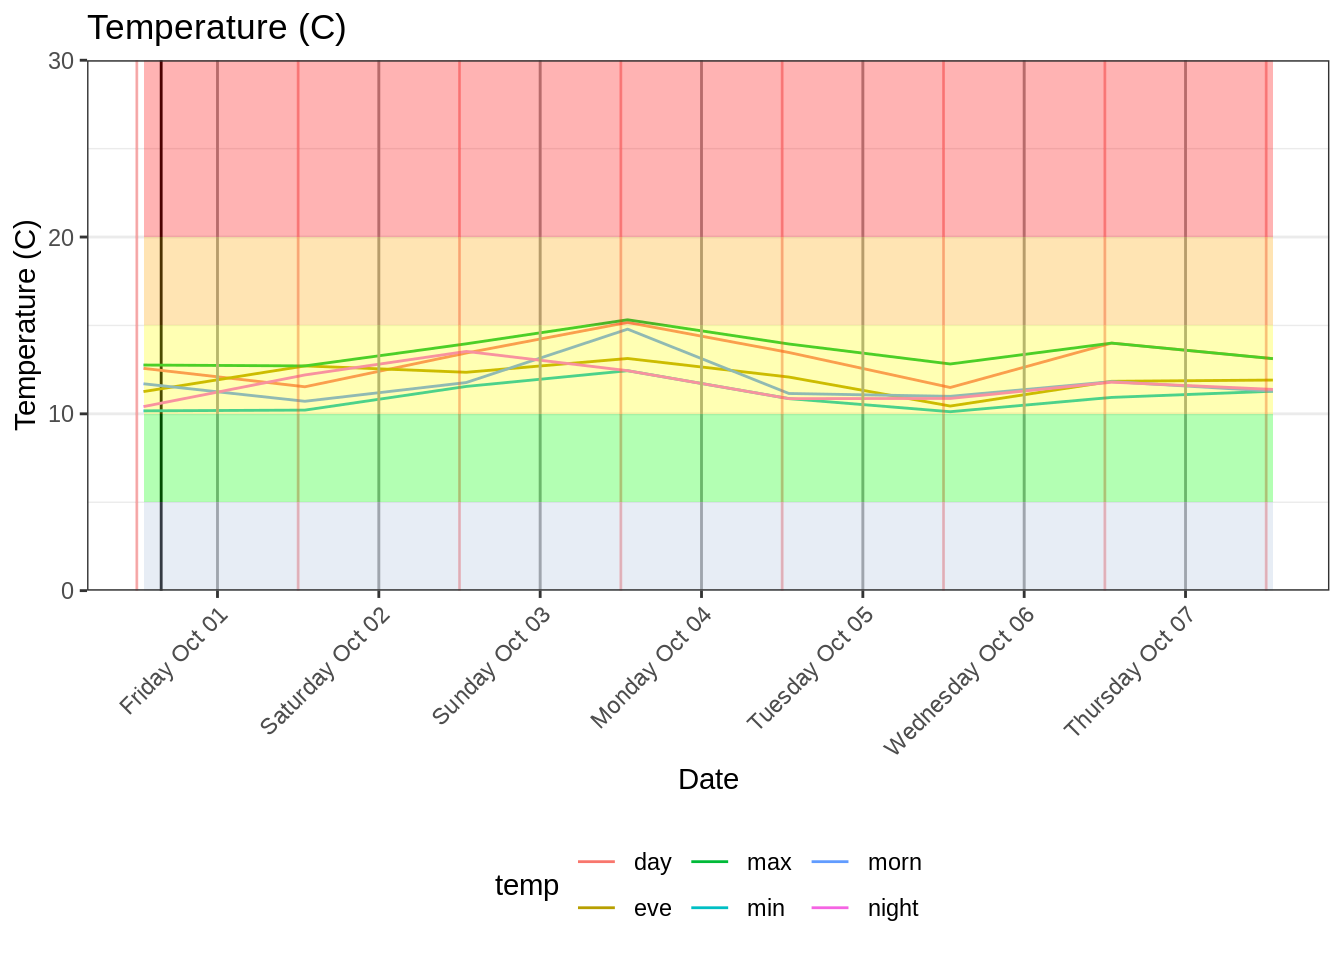 Temperature (C)
Temperature (C)
30
20
10
0
Friday Oct 01
Saturday Oct 02
Sunday Oct 03
Monday Oct 04
Tuesday Oct 05
Wednesday Oct 06
Thursday Oct 07
Date
temp
day
max
morn
eve
min
night